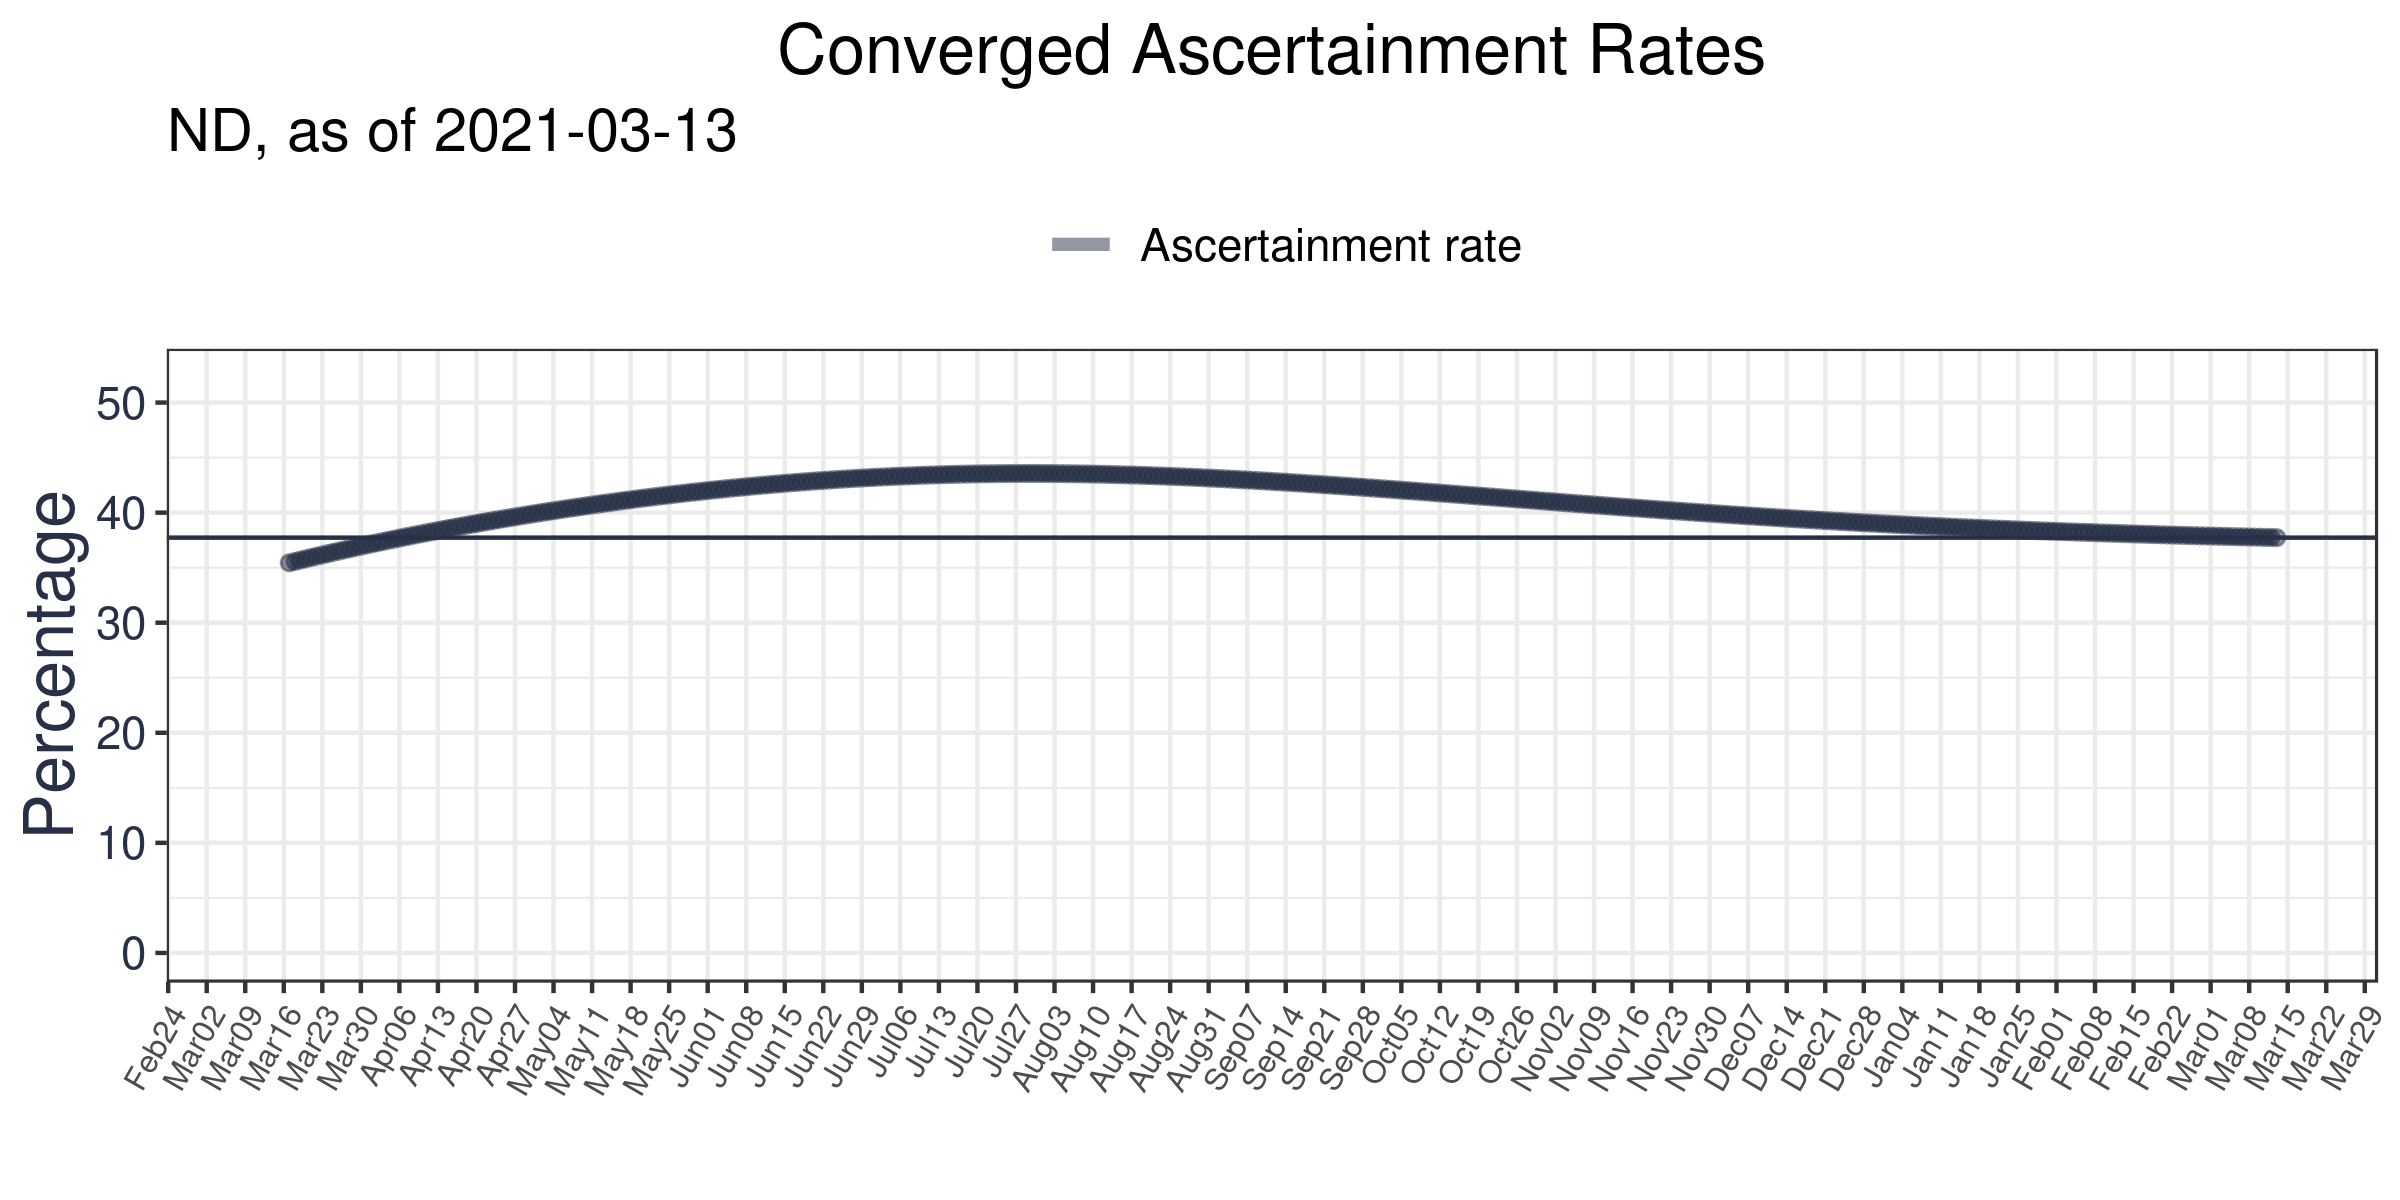 Converged Ascertainment Rates
ND, as of 2021-03-13
Ascertainment rate
Percentage
50
40
30
20
10
0
Feb24 Mar02 Mar09 Mar16 Mar23 Mar30 Apr06 Apr13 Apr20 Apr27 May04 May11 May18 May25 Jun01 Jun08 Jun15 Jun22 Jun29 Jul06 Jul13 Jul20 Jul27 Aug03 Aug10 Aug17 Aug24 Aug31 Sep07 Sep14 Sep21 Sep28 Oct05 Oct12 Oct19 Oct26 Nov02 Nov09 Nov16 Nov23 Nov30 Dec07 Dec14 Dec21 Dec28 Jan04 Jan11 Jan18 Jan25 Feb01 Feb08 Feb15 Feb22 Mar01 Mar08 Mar15 Mar22 Mar29